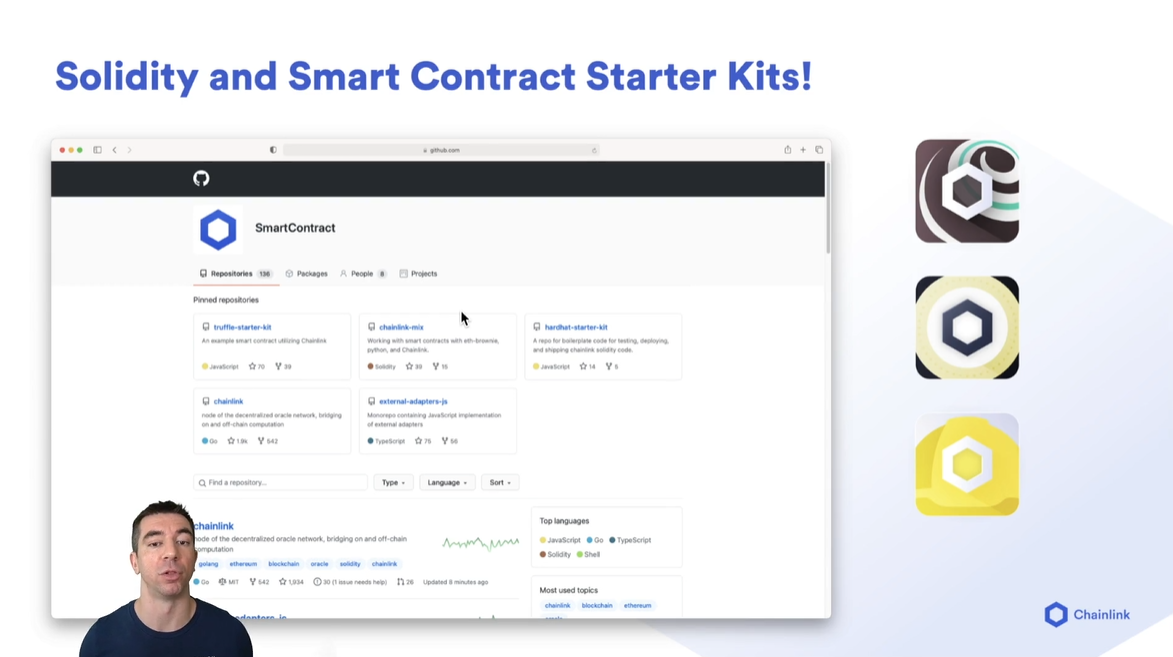 Solidity and Smart Contract Starter Kits!
github.com
SmartContract
Repositories 136 Packages People 8 Projects
Pinned repositories
truffle-starter-kit
An example smart contract utilizing Chainlink
JavaScript 70 39
chainlink-mix
Working with smart contracts with eth-brownie,
python, and Chainlink.
Solidity 39 15
hardhat-starter-kit
A repo for boilerplate code for testing, deploying,
and shipping chainlink solidity code.
JavaScript 14 5
chainlink
node of the decentralized oracle network, bridging
on and off-chain computation
Go 1.9k 542
external-adapters-js
Monorepo containing JavaScript implementation
of external adapters
TypeScript 75 56
Find a repository... Type Language Sort
chainlink
node of the decentralized oracle network, bridging on and off-chain
computation
golang ethereum blockchain oracle solidity chainlink
Go MIT 542 1,934 30 (1 issue needs help) 26 Updated 8 minutes ago
Top languages
JavaScript Go TypeScript
Solidity Shell
Most used topics
chainlink blockchain ethereum
Chainlink